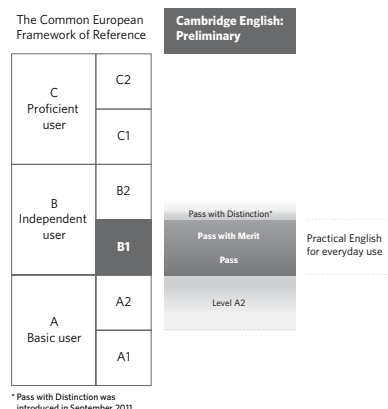 The Common European
Framework of Reference
Cambridge English:
Preliminary
C
Proficient
user
C2
C1
B
Independent
user
B2
B1
A
Basic user
A2
A1
Pass with Distinction*
Pass with Merit
Pass
Level A2
Practical English
for everyday use
* Pass with Distinction was
introduced in September 2011